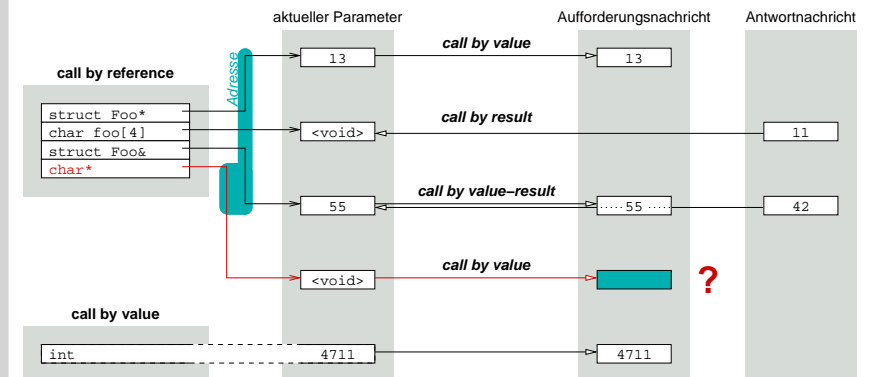 aktueller Parameter
Aufforderungsnachricht
Antwortnachricht
call by reference
Adresse
struct Foo*
char foo[4]
struct Foo&
char*
13
call by value
13
<void>
call by result
11
55
call by value–result
55
42
<void>
call by value
?
call by value
int
4711
4711